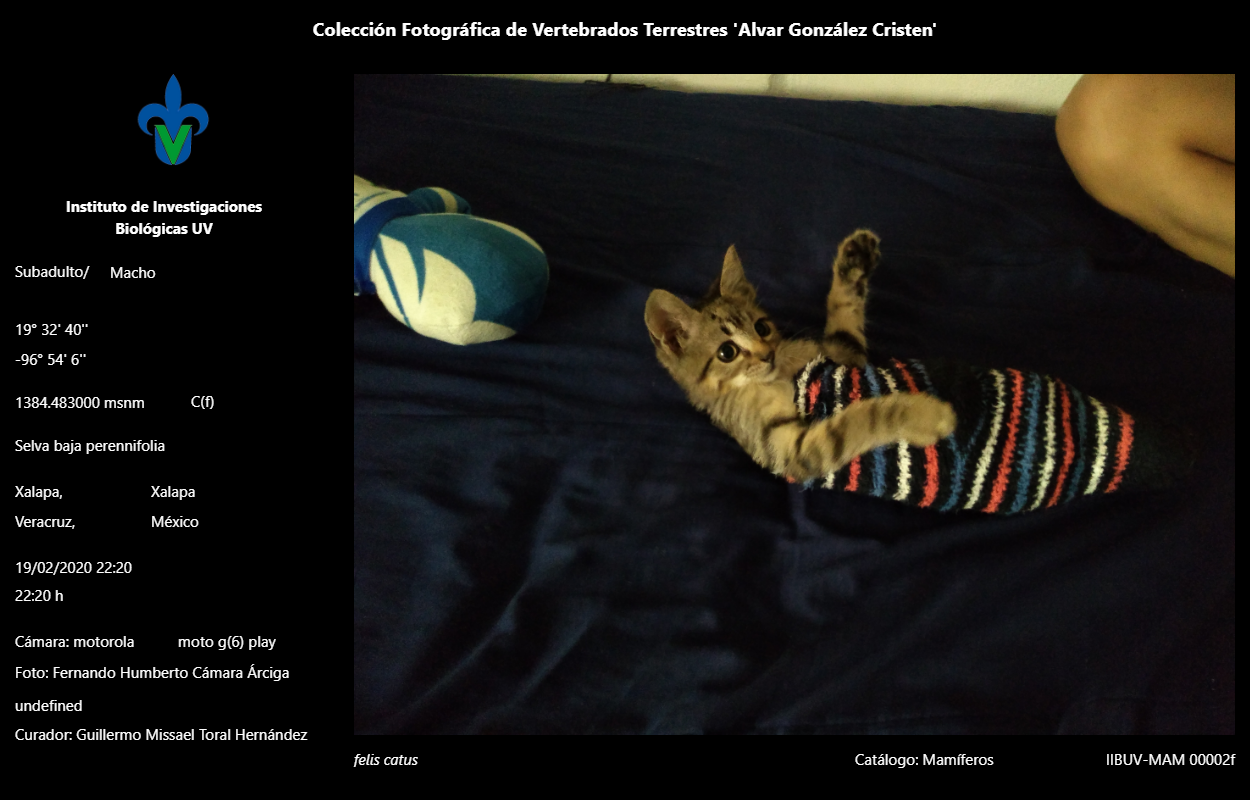 Colección Fotográfica de Vertebrados Terrestres 'Alvar González Cristen'
Instituto de Investigaciones
Biológicas UV
Subadulto/ Macho
19° 32' 40''
-96° 54' 6''
1384.483000 msnm C(f)
Selva baja perennifolia
Xalapa, Xalapa
Veracruz, México
19/02/2020 22:20
22:20 h
Cámara: motorola moto g(6) play
Foto: Fernando Humberto Cámara Árciga
undefined
Curador: Guillermo Missael Toral Hernández
felis catus Catálogo: Mamíferos IIBUV-MAM 00002f